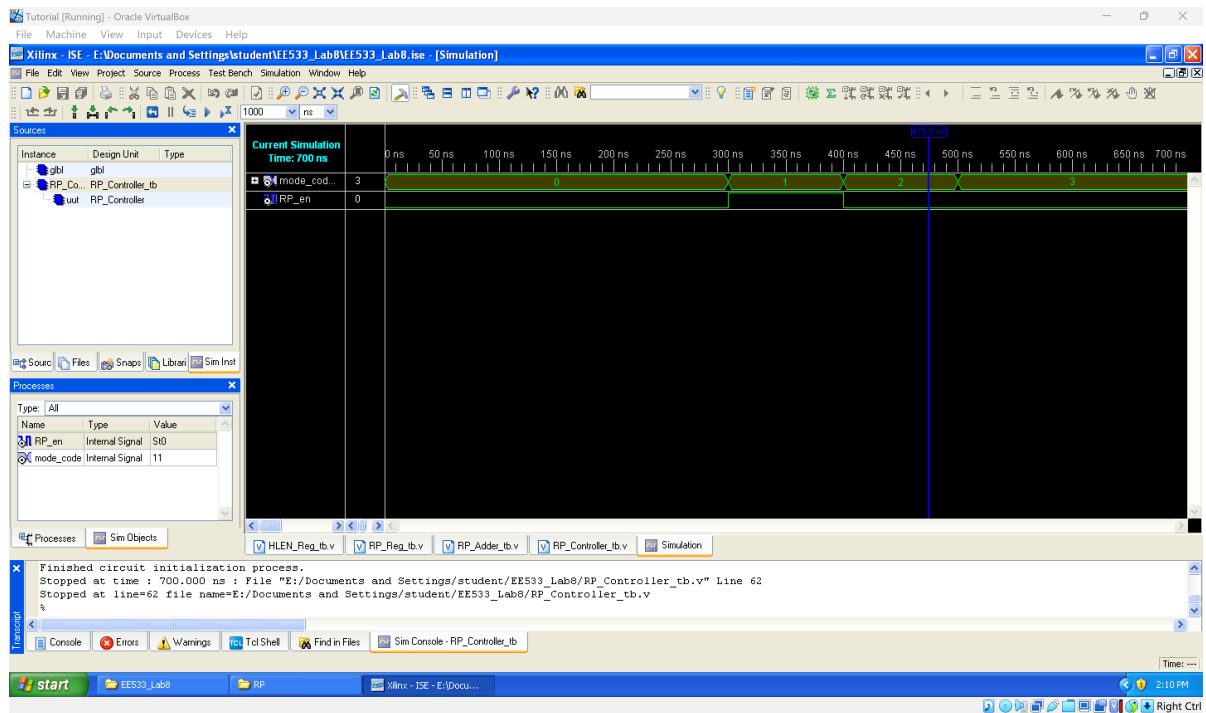 Tutorial [Running] - Oracle VirtualBox
File Machine View Input Devices Help
Xilinx - ISE - E:\Documents and Settings\student\EE533_Lab8\EE533_Lab8.ise - [Simulation]
File Edit View Project Source Process Test Bench Simulation Window Help
1000 ns
Sources
Instance Design Unit Type
glbl glbl
RP_Co... RP_Controller_tb
uut RP_Controller
Sourc Files Snaps Librari Sim Inst
Processes
Type: All
Name Type Value
RP_en Internal Signal St0
mode_code Internal Signal 11
Processes Sim Objects
476.0 ns
Current Simulation
Time: 700 ns
0 ns 50 ns 100 ns 150 ns 200 ns 250 ns 300 ns 350 ns 400 ns 450 ns 500 ns 550 ns 600 ns 650 ns 700 ns
mode_cod... 3 0 1 2 3
RP_en 0
HLEN_Reg_tb.v RP_Reg_tb.v RP_Adder_tb.v RP_Controller_tb.v Simulation
Finished circuit initialization process.
Stopped at time : 700.000 ns : File "E:/Documents and Settings/student/EE533_Lab8/RP_Controller_tb.v" Line 62
Stopped at line=62 file name=E:/Documents and Settings/student/EE533_Lab8/RP_Controller_tb.v
%
Transcript
Console Errors Warnings TCL Tcl Shell Find in Files Sim Console - RP_Controller_tb
Time: ---
start EE533_Lab8 RP Xilinx - ISE - E:\Docu... 2:10 PM
Right Ctrl